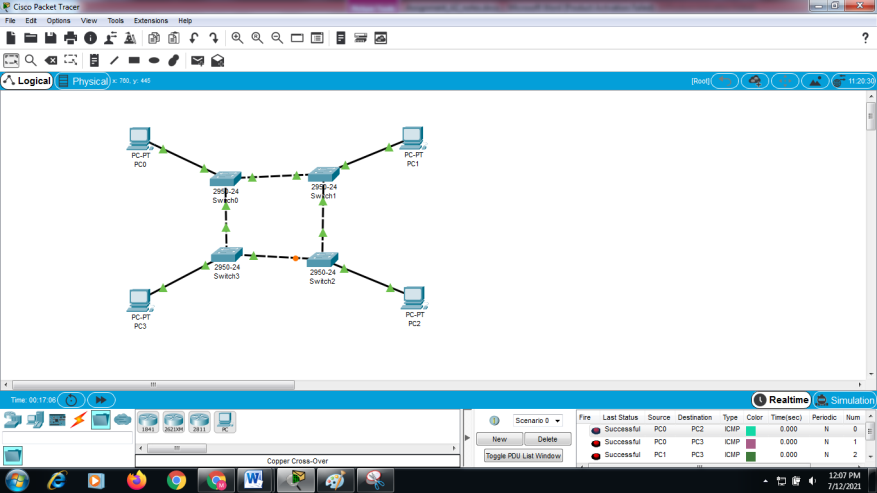 Cisco Packet Tracer
File Edit Options View Tools Extensions Help
?
Logical Physical x: 760, y: 445 [Root] 11:20:30
PC-PT
PC0
PC-PT
PC1
2950-24
Switch0
2950-24
Switch1
2950-24
Switch3
2950-24
Switch2
PC-PT
PC3
PC-PT
PC2
Time: 00:17:06 Realtime Simulation
1841 2621XM 2811 PC
Copper Cross-Over
Scenario 0
New Delete
Toggle PDU List Window
Fire Last Status Source Destination Type Color Time(sec) Periodic Num
Successful PC0 PC2 ICMP 0.000 N 0
Successful PC0 PC3 ICMP 0.000 N 1
Successful PC1 PC3 ICMP 0.000 N 2
12:07 PM
7/12/2021